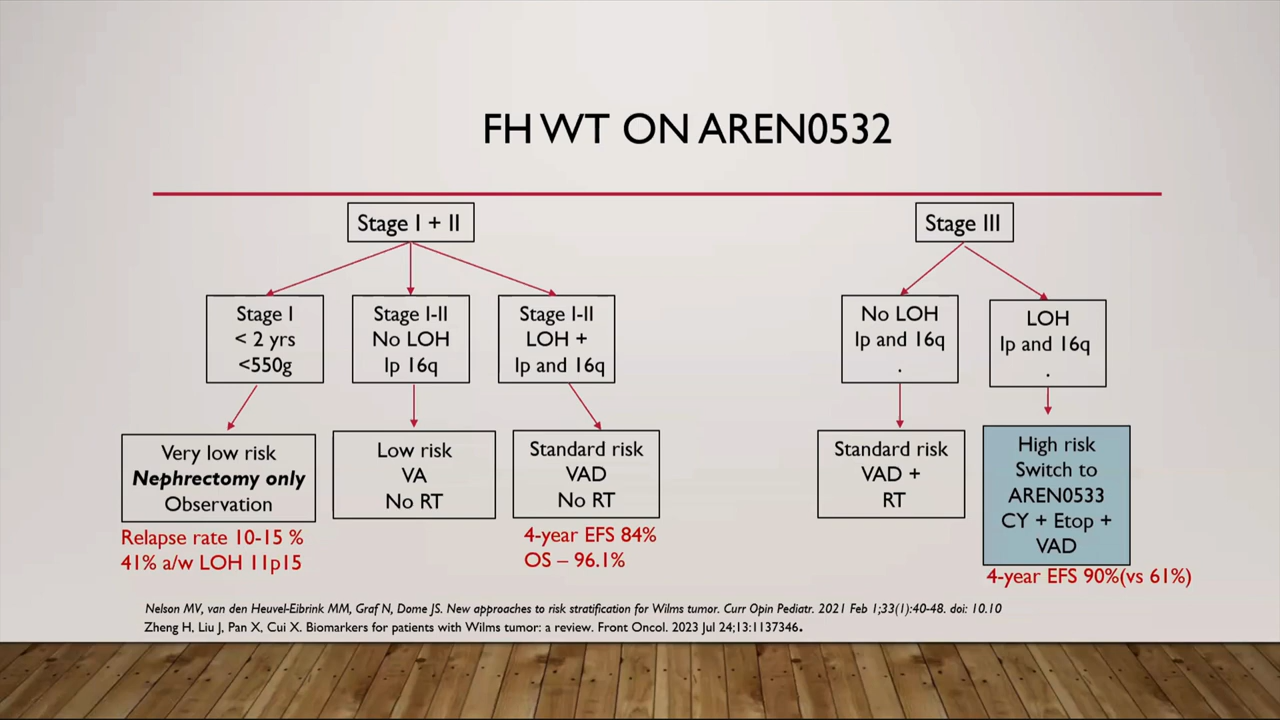 FH WT ON AREN0532
Stage I + II
Stage I
< 2 yrs
<550g
Stage I-II
No LOH
Ip 16q
Stage I-II
LOH +
Ip and 16q
Very low risk
Nephrectomy only
Observation
Relapse rate 10-15 %
41% a/w LOH 11p15
Low risk
VA
No RT
Standard risk
VAD
No RT
4-year EFS 84%
OS – 96.1%
Stage III
No LOH
Ip and 16q
.
LOH
Ip and 16q
.
Standard risk
VAD +
RT
High risk
Switch to
AREN0533
CY + Etop +
VAD
4-year EFS 90%(vs 61%)
Nelson MV, van den Heuvel-Eibrink MM, Graf N, Dome JS. New approaches to risk stratification for Wilms tumor. Curr Opin Pediatr. 2021 Feb 1;33(1):40-48. doi: 10.10
Zheng H, Liu J, Pan X, Cui X. Biomarkers for patients with Wilms tumor: a review. Front Oncol. 2023 Jul 24;13:1137346.